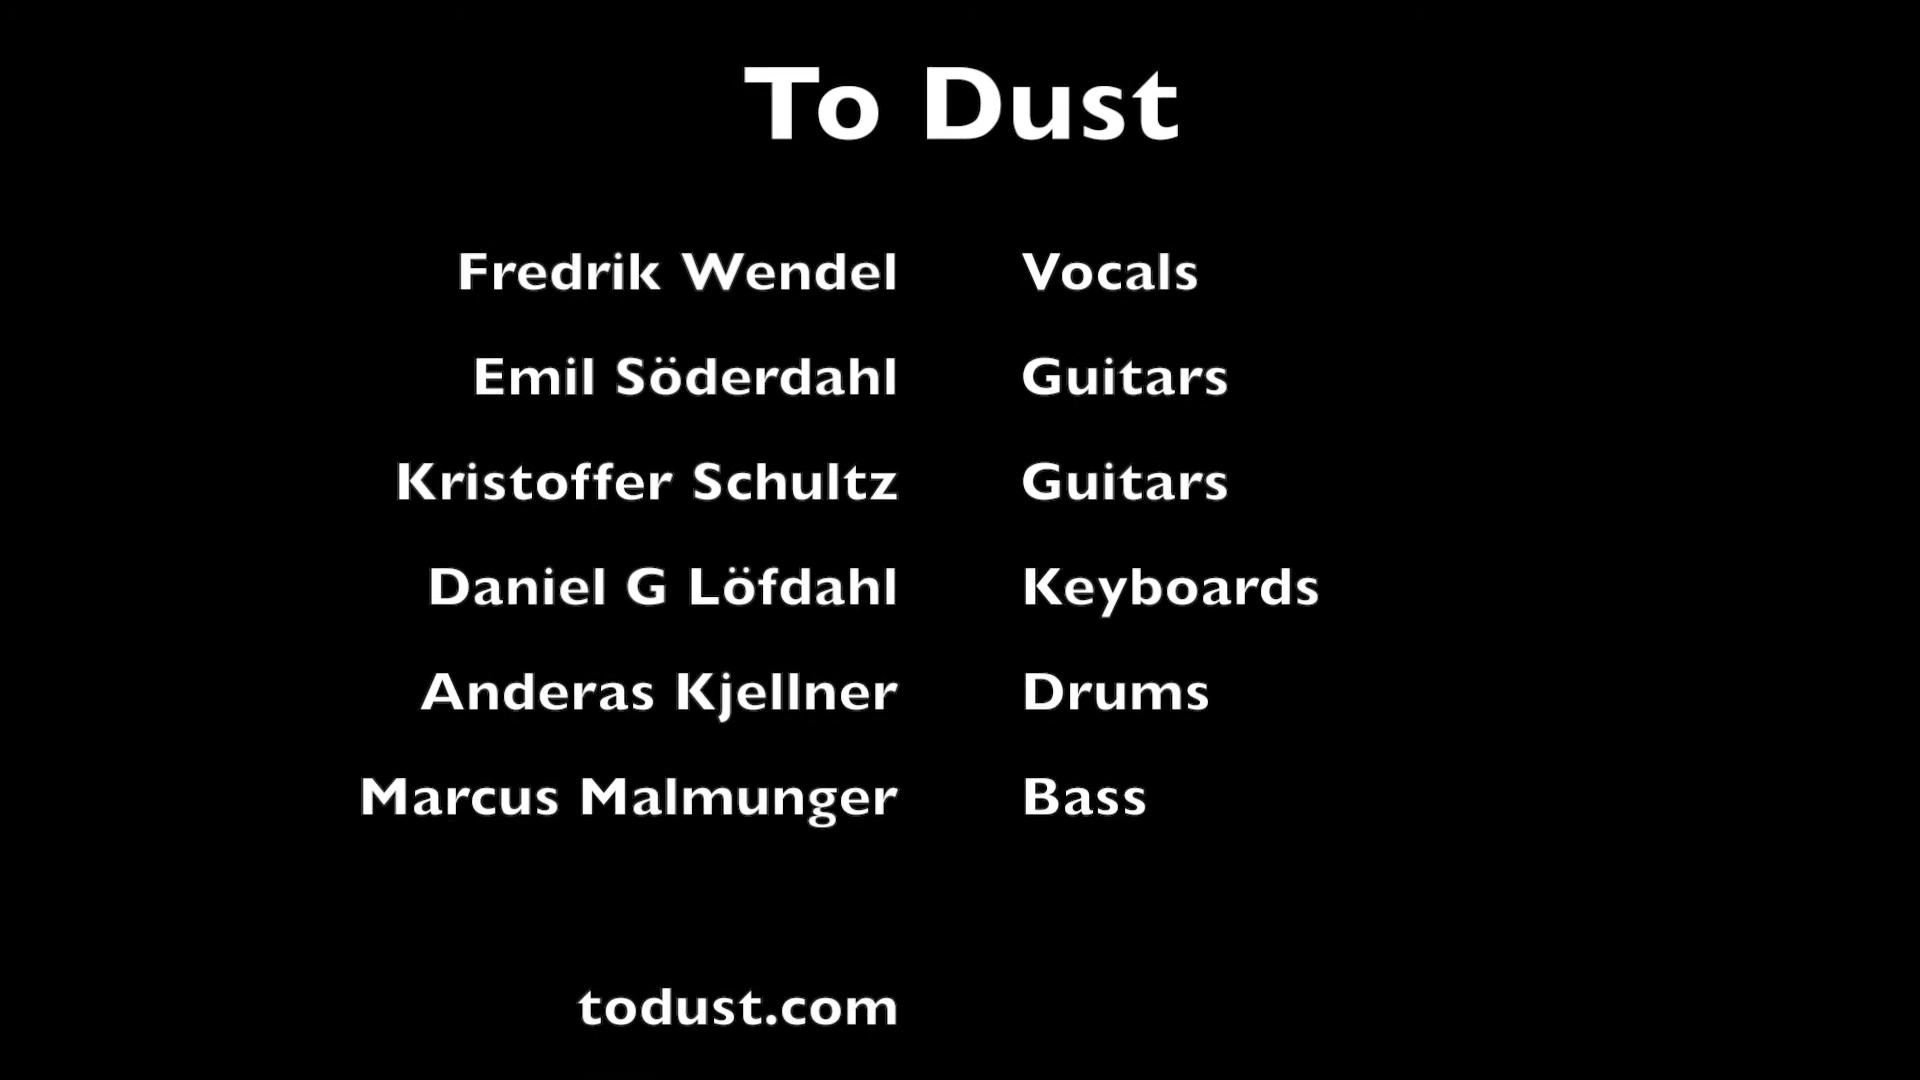 To Dust
Fredrik Wendel Vocals
Emil Söderdahl Guitars
Kristoffer Schultz Guitars
Daniel G Löfdahl Keyboards
Anderas Kjellner Drums
Marcus Malmunger Bass
todust.com